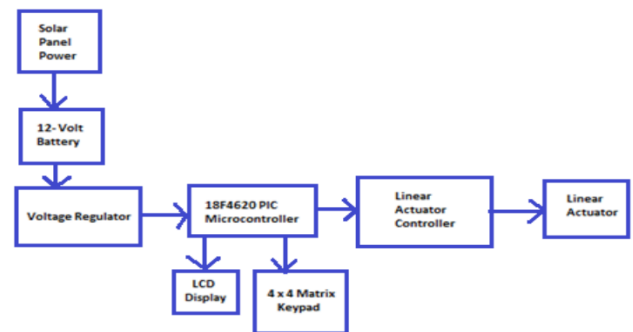 Solar
Panel
Power
12- Volt
Battery
Voltage Regulator
18F4620 PIC
Microcontroller
Linear
Actuator
Controller
Linear
Actuator
LCD
Display
4 x 4 Matrix
Keypad